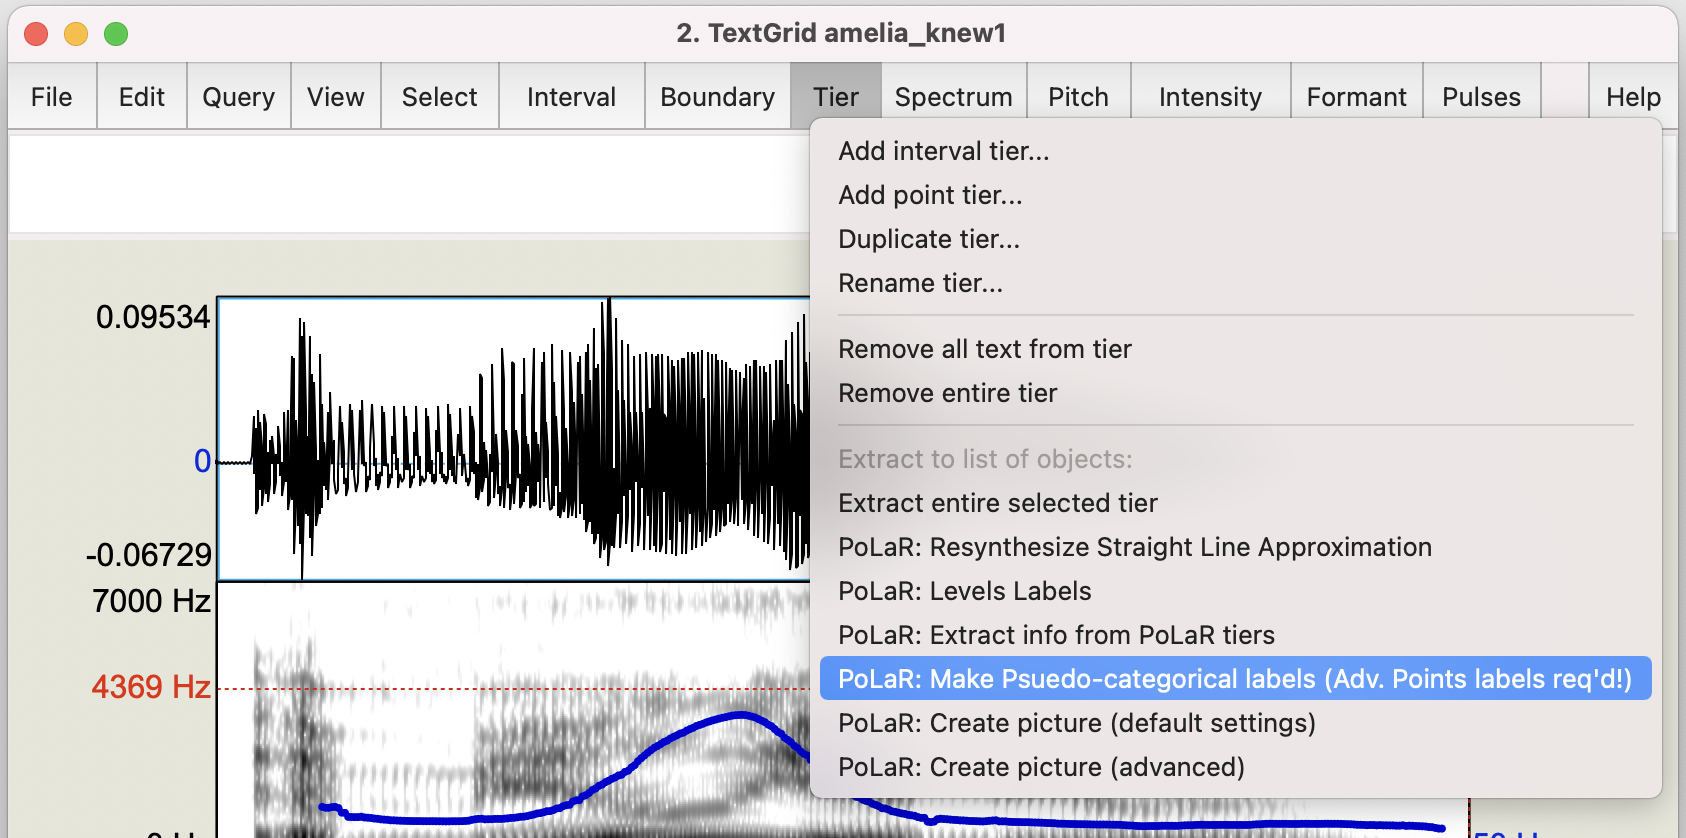 2. TextGrid amelia_knew1
File Edit Query View Select Interval Boundary Tier Spectrum Pitch Intensity Formant Pulses Help
Add interval tier...
Add point tier...
Duplicate tier...
Rename tier...
Remove all text from tier
Remove entire tier
Extract to list of objects:
Extract entire selected tier
PoLaR: Resynthesize Straight Line Approximation
PoLaR: Levels Labels
PoLaR: Extract info from PoLaR tiers
PoLaR: Make Psuedo-categorical labels (Adv. Points labels req'd!)
PoLaR: Create picture (default settings)
PoLaR: Create picture (advanced)
0.09534
0
-0.06729
7000 Hz
4369 Hz